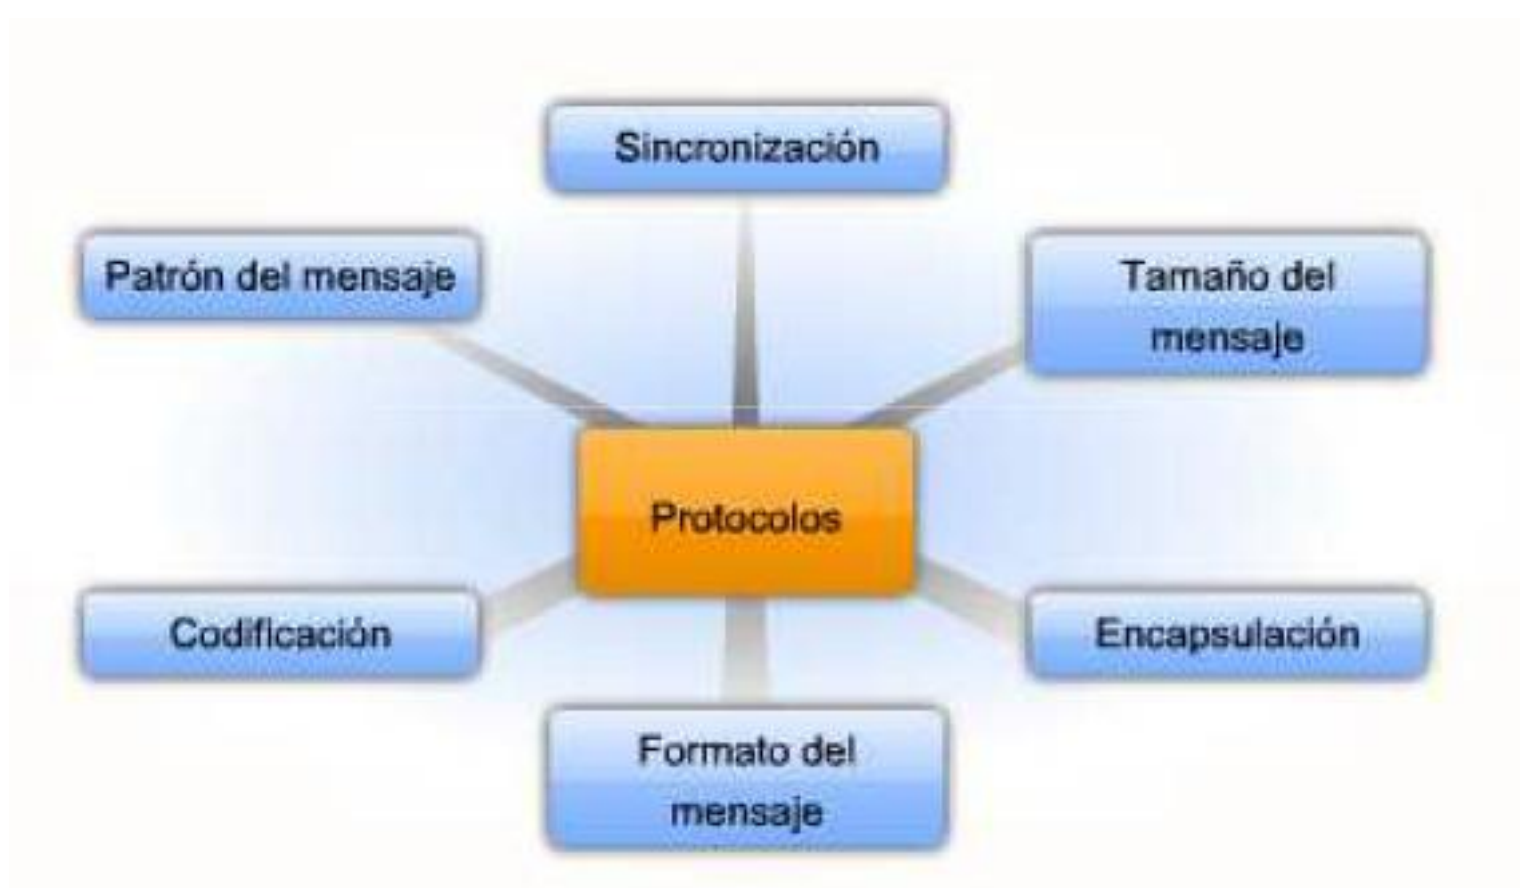 Sincronización
Patrón del mensaje
Tamaño del
mensaje
Protocolos
Codificación
Encapsulación
Formato del
mensaje